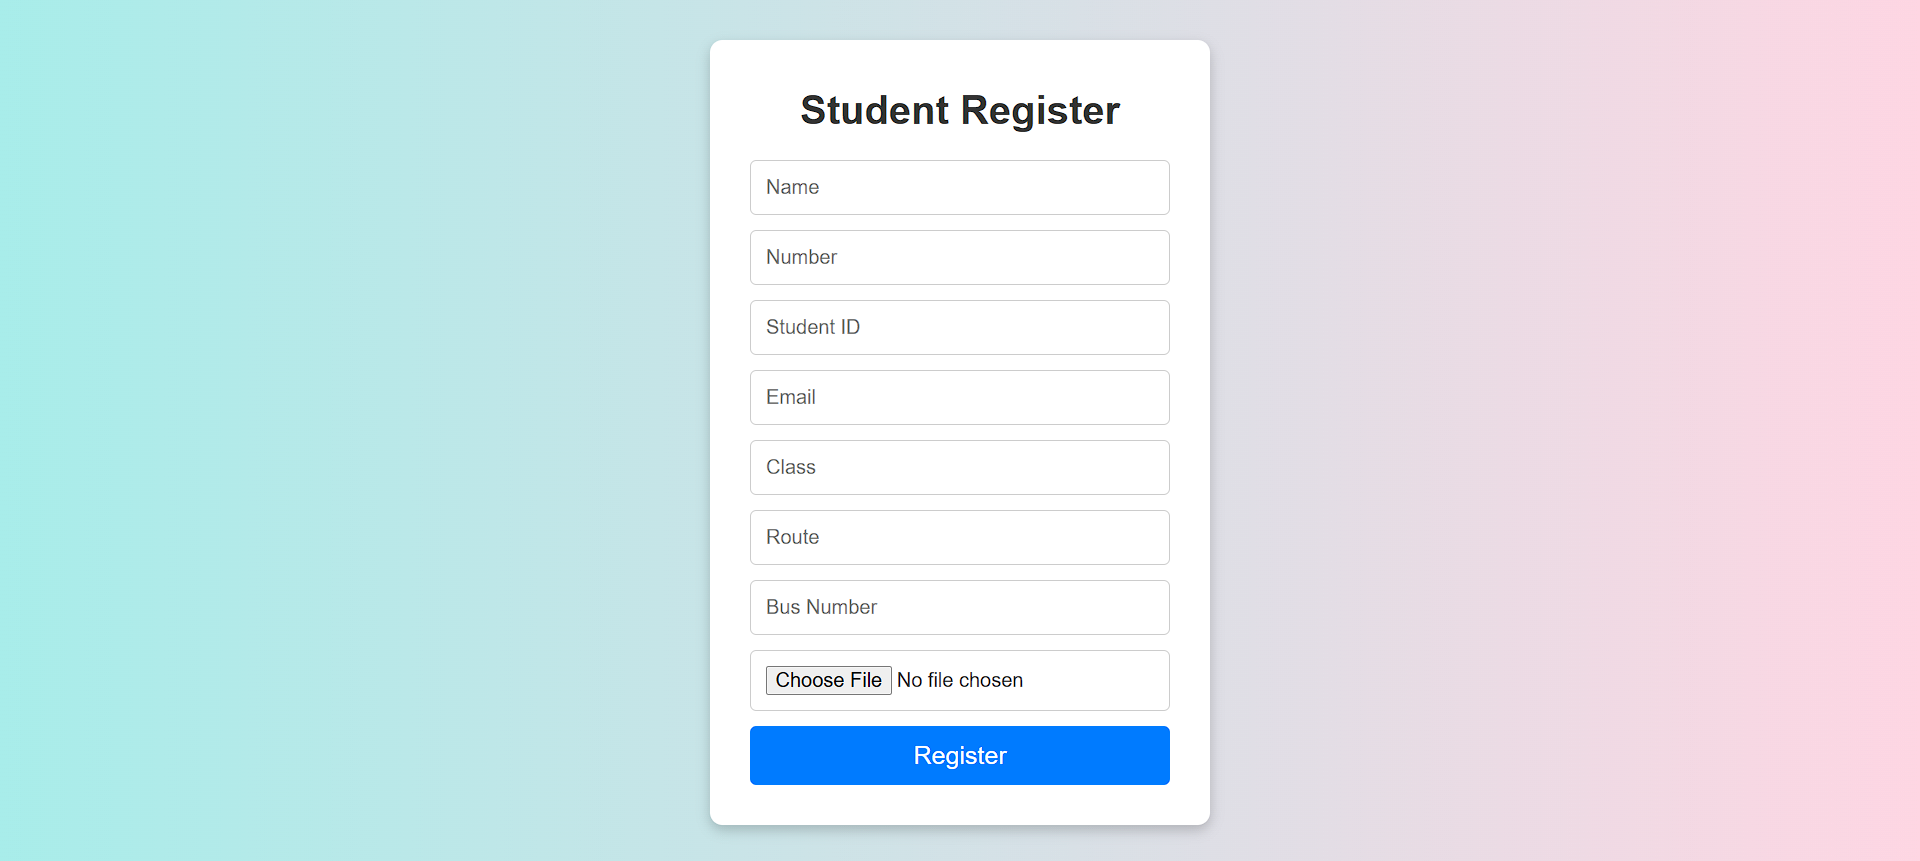 Student Register
Name
Number
Student ID
Email
Class
Route
Bus Number
Choose File No file chosen
Register